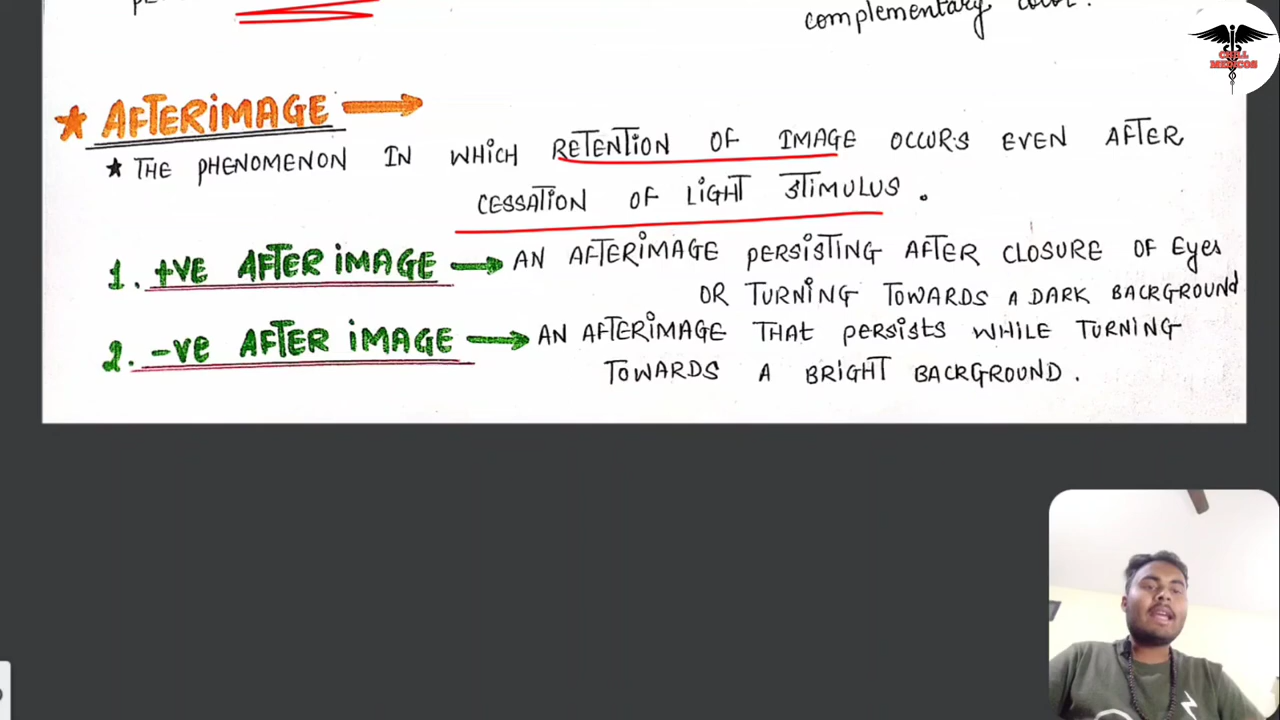 complementary
CHILL
MEDICOS
★ AFTERIMAGE →
★ THE PHENOMENON IN WHICH RETENTION OF IMAGE OCCURS EVEN AFTER
CESSATION OF LIGHT STIMULUS .
1. +VE AFTER IMAGE → AN AFTERIMAGE PERSISTING AFTER CLOSURE OF Eyes
OR TURNING TOWARDS A DARK BACKGROUND
2. -VE AFTER IMAGE → AN AFTERIMAGE THAT PERSISTS WHILE TURNING
TOWARDS A BRIGHT BACKGROUND .